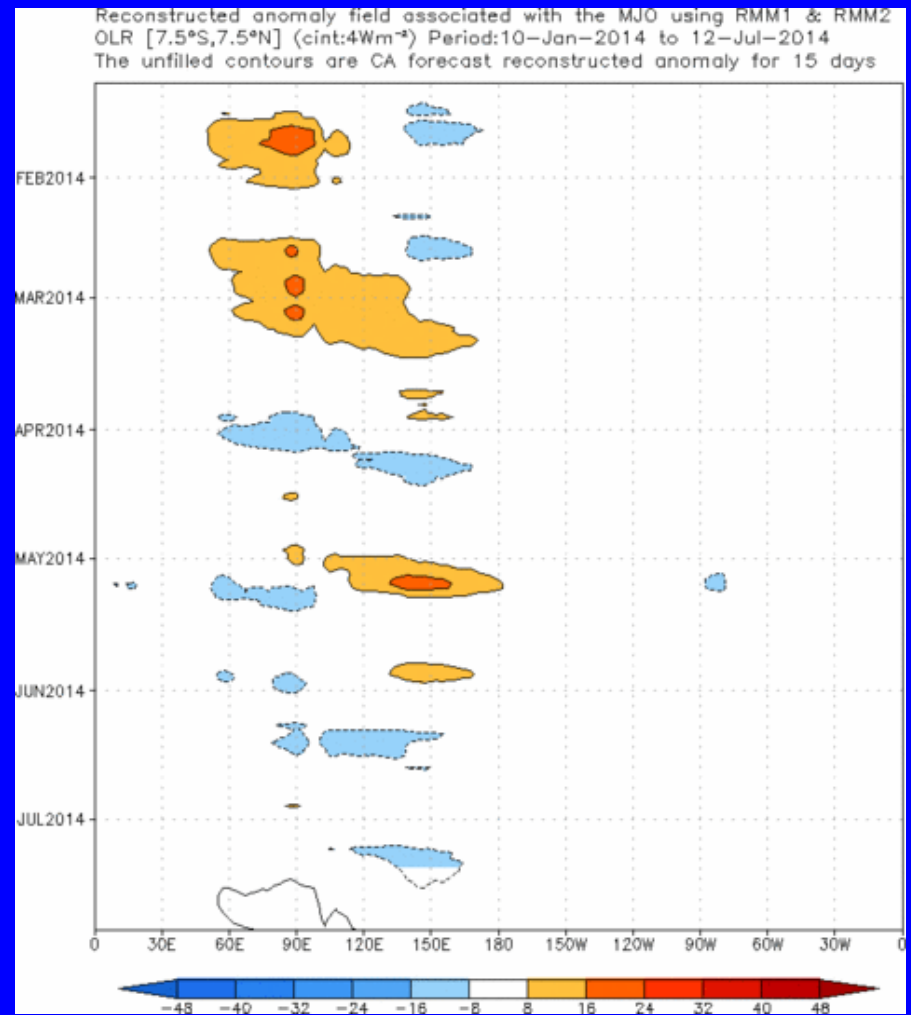 Reconstructed anomaly field associated with the MJO using RMM1 & RMM2
OLR [7.5°S,7.5°N] (cint:4Wm⁻²) Period:10-Jan-2014 to 12-Jul-2014
The unfilled contours are CA forecast reconstructed anomaly for 15 days
FEB2014
MAR2014
APR2014
MAY2014
JUN2014
JUL2014
0 30E 60E 90E 120E 150E 180 150W 120W 90W 60W 30W 0
-48 -40 -32 -24 -16 -8 8 16 24 32 40 48